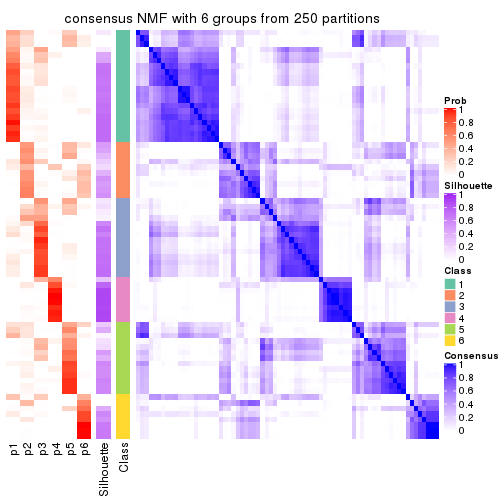 consensus NMF with 6 groups from 250 partitions
Prob
1
0.8
0.6
0.4
0.2
0
Silhouette
1
0.8
0.6
0.4
0.2
0
Class
1
2
3
4
5
6
Consensus
1
0.8
0.6
0.4
0.2
0
p1
p2
p3
p4
p5
p6
Silhouette
Class